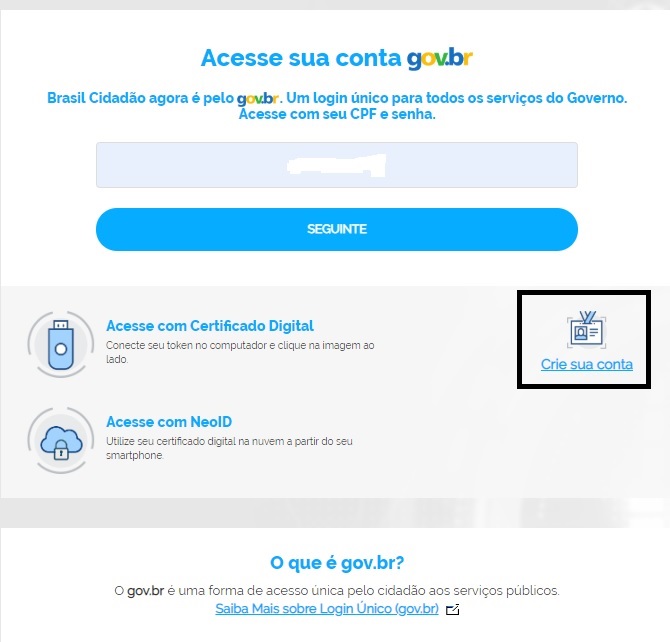 Acesse sua conta gov.br
Brasil Cidadão agora é pelo gov.br. Um login único para todos os serviços do Governo.
Acesse com seu CPF e senha.
SEGUINTE
Acesse com Certificado Digital
Conecte seu token no computador e clique na imagem ao
lado.
Crie sua conta
Acesse com NeoID
Utilize seu certificado digital na nuvem a partir do seu
smartphone.
O que é gov.br?
O gov.br é uma forma de acesso única pelo cidadão aos serviços públicos.
Saiba Mais sobre Login Único (gov.br)